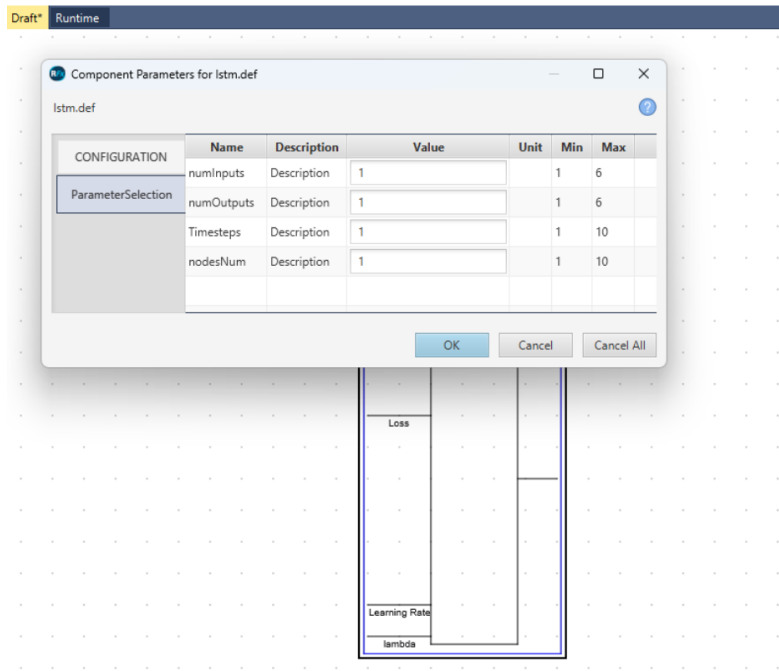 Draft* Runtime
Component Parameters for lstm.def
lstm.def
CONFIGURATION
ParameterSelection
Name Description Value Unit Min Max
numInputs Description 1 1 6
numOutputs Description 1 1 6
Timesteps Description 1 1 10
nodesNum Description 1 1 10
OK Cancel Cancel All
Loss
Learning Rate
lambda